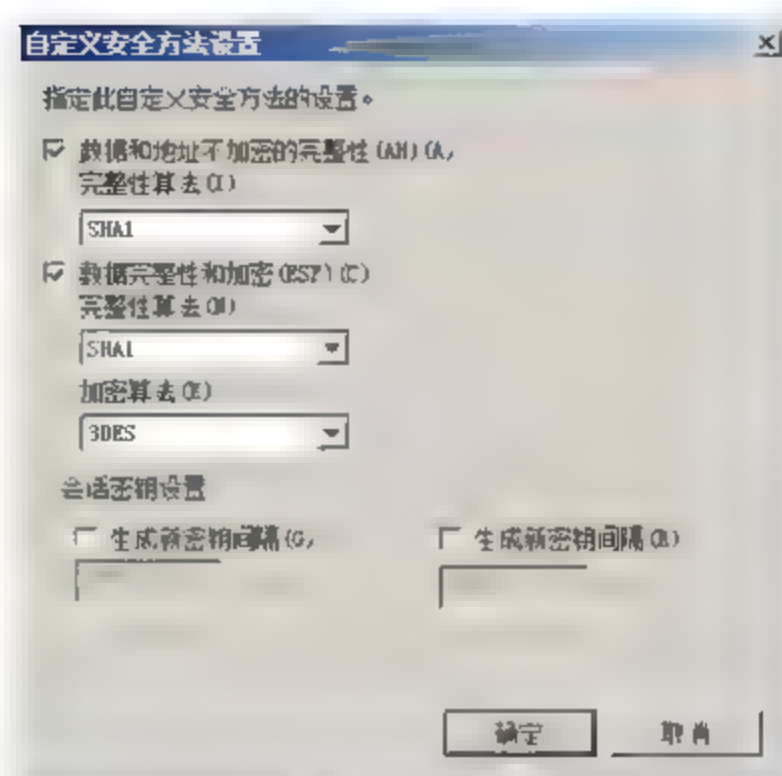 自定义安全方法设置
指定此自定义安全方法的设置。
数据和地址不加密的完整性(AH)(A)
完整性算法(I)
SHA1
数据完整性和加密(ESP)(C)
完整性算法(N)
SHA1
加密算法(E)
3DES
会话密钥设置
生成新密钥间隔(G)
生成新密钥间隔(R)
确定
取消